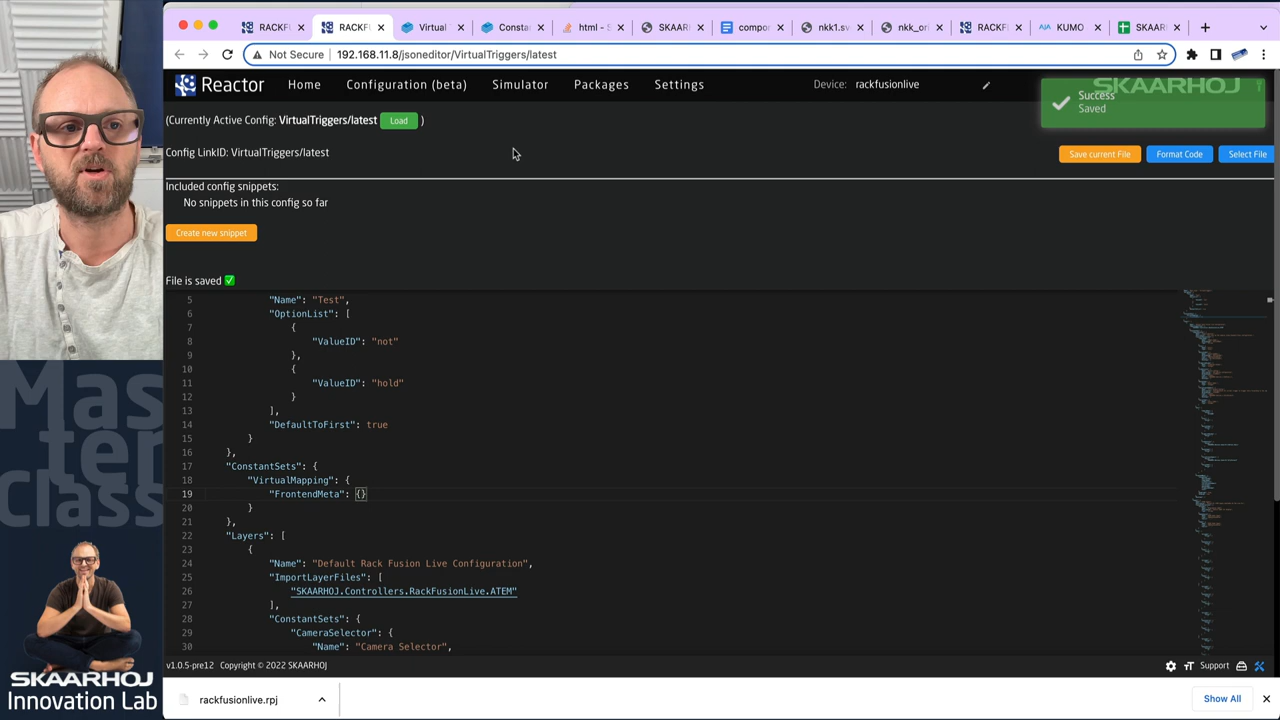 RACKFU
RACKF
Virtual
Consta
html - S
SKAAR
compo
nkk
nkk_or
RACKF
AJA KUMO
SKAAR
Not Secure
192.168.11.8/jsoneditor/VirtualTriggers/latest
Reactor
Home
Configuration (beta)
Simulator
Packages
Settings
Device:
rackfusionlive
SKAARHOJ
Success
Saved
(Currently Active Config: VirtualTriggers/latest Load )
Config LinkID: VirtualTriggers/latest
Save current File
Format Code
Select File
Included config snippets:
No snippets in this config so far
Create new snippet
File is saved
5 "Name": "Test",
6 "OptionList": [
7 {
8 "ValueID": "not"
9 },
10 {
11 "ValueID": "hold"
12 }
13 ],
14 "DefaultToFirst": true
15 }
16 },
17 "ConstantSets": {
18 "VirtualMapping": {
19 "FrontendMeta": {}
20 }
21 },
22 "Layers": [
23 {
24 "Name": "Default Rack Fusion Live Configuration",
25 "ImportLayerFiles": [
26 "SKAARHOJ.Controllers.RackFusionLive.ATEM"
27 ],
28 "ConstantSets": {
29 "CameraSelector": {
30 "Name": "Camera Selector",
v1.0.5-pre12 Copyright © 2022 SKAARHOJ
Support
rackfusionlive.rpj
Show All
Mas
ter
Class
SKAARHOJ
Innovation Lab